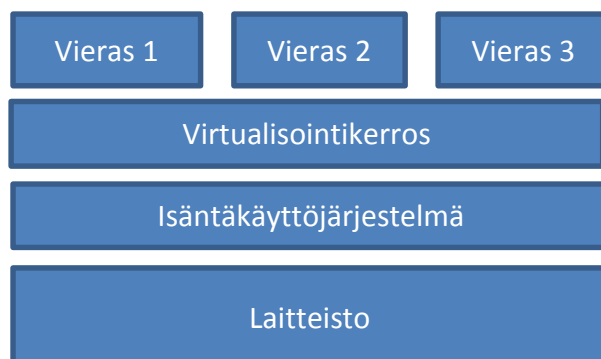 Vieras 1 Vieras 2 Vieras 3
Virtualisointikerros
Isäntäkäyttöjärjestelmä
Laitteisto